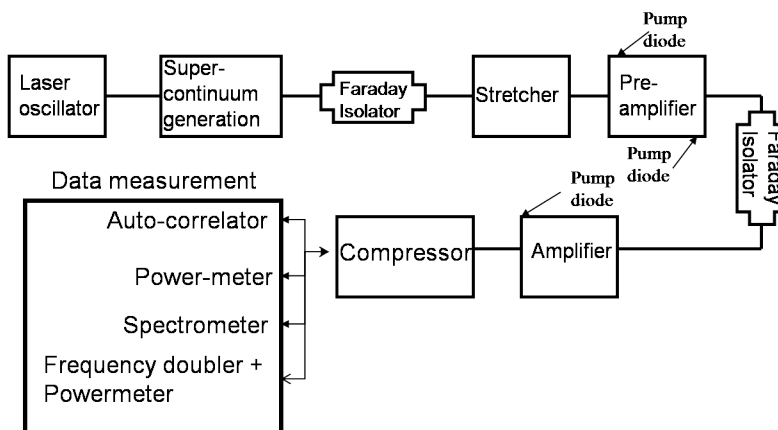 Pump
diode
Laser
oscillator
Super-
continuum
generation
Faraday
Isolator
Stretcher
Pre-
amplifier
Faraday
Isolator
Pump
diode
Pump
diode
Data measurement
Auto-correlator
Power-meter
Spectrometer
Frequency doubler +
Powermeter
Compressor
Amplifier